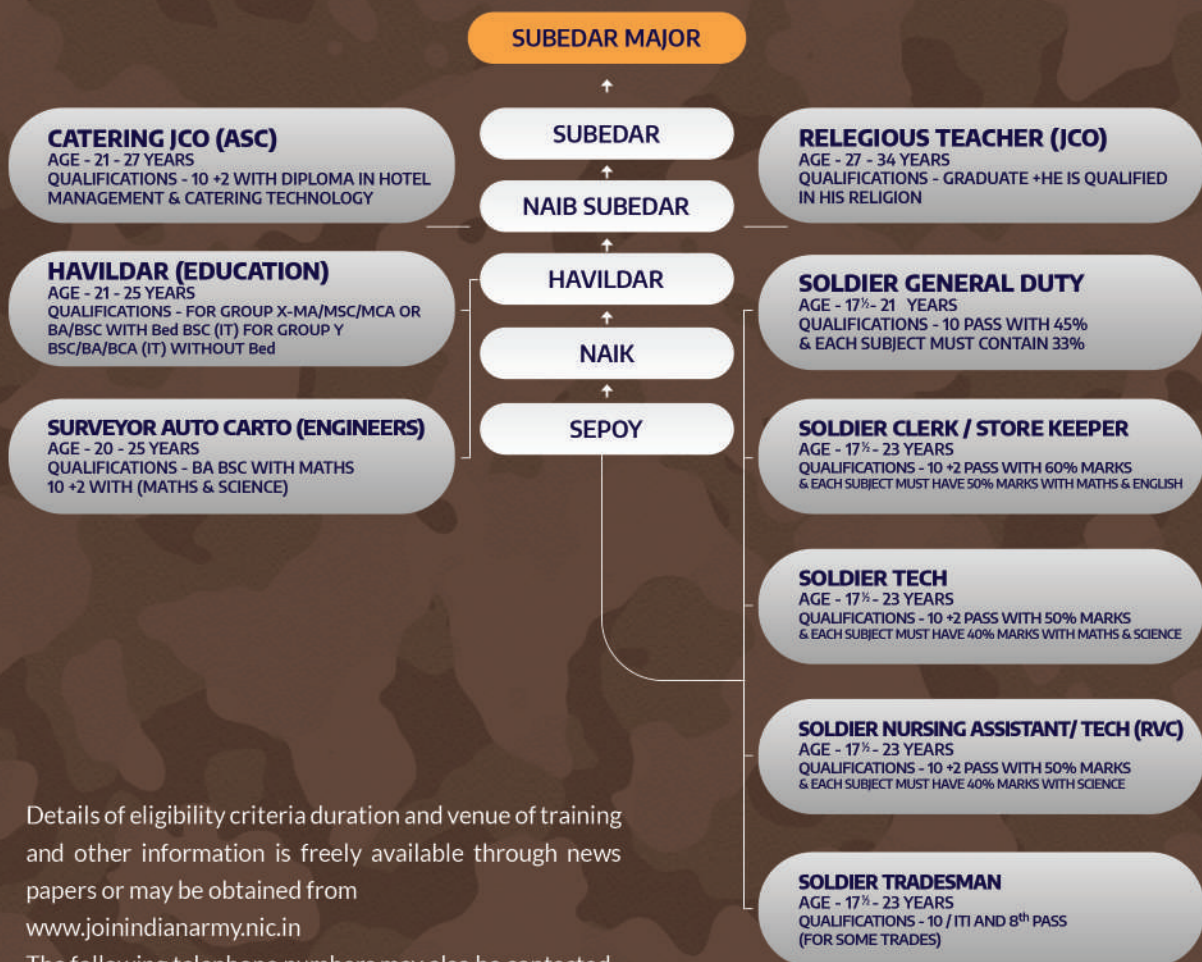 SUBEDAR MAJOR
SUBEDAR
NAIB SUBEDAR
HAVILDAR
NAIK
SEPOY
CATERING JCO (ASC)
AGE - 21 - 27 YEARS
QUALIFICATIONS - 10 +2 WITH DIPLOMA IN HOTEL
MANAGEMENT & CATERING TECHNOLOGY
HAVILDAR (EDUCATION)
AGE - 21 - 25 YEARS
QUALIFICATIONS - FOR GROUP X-MA/MSC/MCA OR
BA/BSC WITH Bed BSC (IT) FOR GROUP Y
BSC/BA/BCA (IT) WITHOUT Bed
SURVEYOR AUTO CARTO (ENGINEERS)
AGE - 20 - 25 YEARS
QUALIFICATIONS - BA BSC WITH MATHS
10 +2 WITH (MATHS & SCIENCE)
RELEGIOUS TEACHER (JCO)
AGE - 27 - 34 YEARS
QUALIFICATIONS - GRADUATE +HE IS QUALIFIED
IN HIS RELIGION
SOLDIER GENERAL DUTY
AGE - 17½- 21 YEARS
QUALIFICATIONS - 10 PASS WITH 45%
& EACH SUBJECT MUST CONTAIN 33%
SOLDIER CLERK / STORE KEEPER
AGE - 17½- 23 YEARS
QUALIFICATIONS - 10 +2 PASS WITH 60% MARKS
& EACH SUBJECT MUST HAVE 50% MARKS WITH MATHS & ENGLISH
SOLDIER TECH
AGE - 17½- 23 YEARS
QUALIFICATIONS - 10 +2 PASS WITH 50% MARKS
& EACH SUBJECT MUST HAVE 40% MARKS WITH MATHS & SCIENCE
SOLDIER NURSING ASSISTANT/ TECH (RVC)
AGE - 17½- 23 YEARS
QUALIFICATIONS - 10 +2 PASS WITH 50% MARKS
& EACH SUBJECT MUST HAVE 40% MARKS WITH SCIENCE
SOLDIER TRADESMAN
AGE - 17½- 23 YEARS
QUALIFICATIONS - 10 / ITI AND 8th PASS
(FOR SOME TRADES)
Details of eligibility criteria duration and venue of training
and other information is freely available through news
papers or may be obtained from
www.joinindianarmy.nic.in
The following telephone numbers may also be contacted